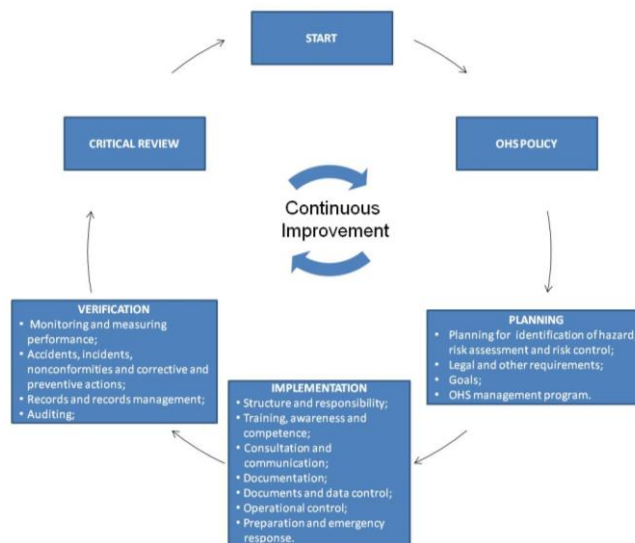 START
CRITICAL REVIEW
OHS POLICY
Continuous
Improvement
VERIFICATION
• Monitoring and measuring
performance;
• Accidents, incidents,
nonconformities and corrective and
preventive actions;
• Records and records management;
• Auditing;
PLANNING
• Planning for identification of hazard
risk assessment and risk control;
• Legal and other requirements;
• Goals;
• OHS management program.
IMPLEMENTATION
• Structure and responsibility;
• Training, awareness and
competence;
• Consultation and
communication;
• Documentation;
• Documents and data control;
• Operational control;
• Preparation and emergency
response.